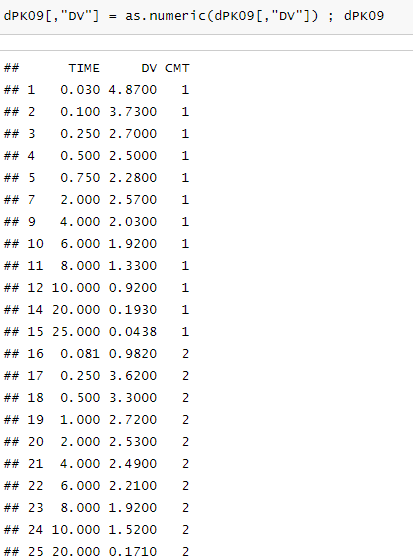 dPK09[,"DV"] = as.numeric(dPK09[,"DV"]) ; dPK09
## TIME DV CMT
## 1 0.030 4.8700 1
## 2 0.100 3.7300 1
## 3 0.250 2.7000 1
## 4 0.500 2.5000 1
## 5 0.750 2.2800 1
## 7 2.000 2.5700 1
## 9 4.000 2.0300 1
## 10 6.000 1.9200 1
## 11 8.000 1.3300 1
## 12 10.000 0.9200 1
## 14 20.000 0.1930 1
## 15 25.000 0.0438 1
## 16 0.081 0.9820 2
## 17 0.250 3.6200 2
## 18 0.500 3.3000 2
## 19 1.000 2.7200 2
## 20 2.000 2.5300 2
## 21 4.000 2.4900 2
## 22 6.000 2.2100 2
## 23 8.000 1.9200 2
## 24 10.000 1.5200 2
## 25 20.000 0.1710 2